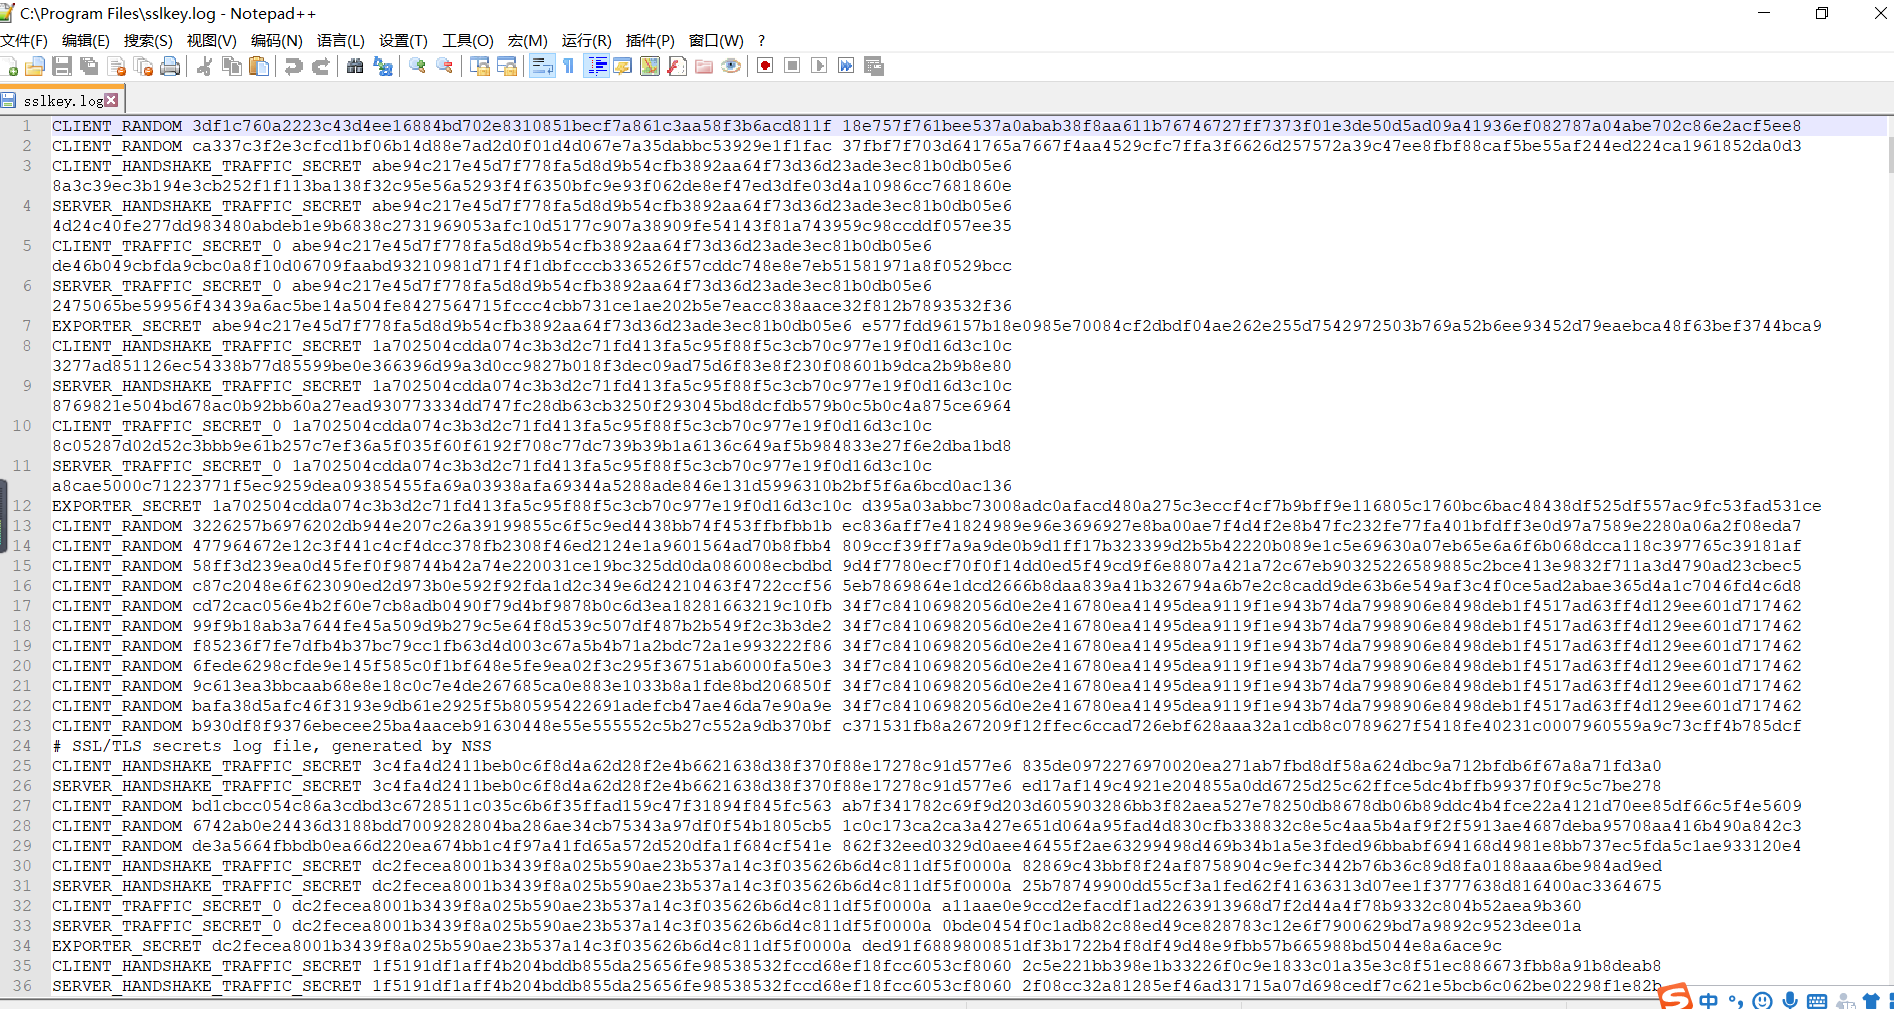 C:\Program Files\sslkey.log - Notepad++
文件(F) 编辑(E) 搜索(S) 视图(V) 编码(N) 语言(L) 设置(T) 工具(O) 宏(M) 运行(R) 插件(P) 窗口(W) ?
sslkey.log
1 CLIENT_RANDOM 3df1c760a2223c43d4ee16884bd702e8310851becf7a861c3aa58f3b6acd811f 18e757f761bee537a0abab38f8aa611b76746727ff7373f01e3de50d5ad09a41936ef082787a04abe702c86e2acf5ee8
2 CLIENT_RANDOM ca337c3f2e3cfcd1bf06b14d88e7ad2d0f01d4d067e7a35dabbc53929e1f1fac 37fbf7f703d641765a7667f4aa4529cfc7ffa3f6626d257572a39c47ee8fbf88caf5be55af244ed224ca1961852da0d3
3 CLIENT_HANDSHAKE_TRAFFIC_SECRET abe94c217e45d7f778fa5d8d9b54cfb3892aa64f73d36d23ade3ec81b0db05e6
8a3c39ec3b194e3cb252f1f113ba138f32c95e56a5293f4f6350bfc9e93f062de8ef47ed3dfe03d4a10986cc7681860e
4 SERVER_HANDSHAKE_TRAFFIC_SECRET abe94c217e45d7f778fa5d8d9b54cfb3892aa64f73d36d23ade3ec81b0db05e6
4d24c40fe277dd983480abdeb1e9b6838c2731969053afc10d5177c907a38909fe54143f81a743959c98ccddf057ee35
5 CLIENT_TRAFFIC_SECRET_0 abe94c217e45d7f778fa5d8d9b54cfb3892aa64f73d36d23ade3ec81b0db05e6
de46b049cbfda9cbc0a8f10d06709faabd93210981d71f4f1dbfcccb336526f57cddc748e8e7eb51581971a8f0529bcc
6 SERVER_TRAFFIC_SECRET_0 abe94c217e45d7f778fa5d8d9b54cfb3892aa64f73d36d23ade3ec81b0db05e6
2475065be59956f43439a6ac5be14a504fe8427564715fccc4cbb731ce1ae202b5e7eacc838aace32f812b7893532f36
7 EXPORTER_SECRET abe94c217e45d7f778fa5d8d9b54cfb3892aa64f73d36d23ade3ec81b0db05e6 e577fdd96157b18e0985e70084cf2dbdf04ae262e255d7542972503b769a52b6ee93452d79eaebca48f63bef3744bca9
8 CLIENT_HANDSHAKE_TRAFFIC_SECRET 1a702504cdda074c3b3d2c71fd413fa5c95f88f5c3cb70c977e19f0d16d3c10c
3277ad851126ec54338b77d85599be0e366396d99a3d0cc9827b018f3dec09ad75d6f83e8f230f08601b9dca2b9b8e80
9 SERVER_HANDSHAKE_TRAFFIC_SECRET 1a702504cdda074c3b3d2c71fd413fa5c95f88f5c3cb70c977e19f0d16d3c10c
8769821e504bd678ac0b92bb60a27ead930773334dd747fc28db63cb3250f293045bd8dcfdb579b0c5b0c4a875ce6964
10 CLIENT_TRAFFIC_SECRET_0 1a702504cdda074c3b3d2c71fd413fa5c95f88f5c3cb70c977e19f0d16d3c10c
8c05287d02d52c3bbb9e61b257c7ef36a5f035f60f6192f708c77dc739b39b1a6136c649af5b984833e27f6e2dba1bd8
11 SERVER_TRAFFIC_SECRET_0 1a702504cdda074c3b3d2c71fd413fa5c95f88f5c3cb70c977e19f0d16d3c10c
a8cae5000c71223771f5ec9259dea09385455fa69a03938afa69344a5288ade846e131d5996310b2bf5f6a6bcd0ac136
12 EXPORTER_SECRET 1a702504cdda074c3b3d2c71fd413fa5c95f88f5c3cb70c977e19f0d16d3c10c d395a03abbc73008adc0afacd480a275c3eccf4cf7b9bff9e116805c1760bc6bac48438df525df557ac9fc53fad531ce
13 CLIENT_RANDOM 3226257b6976202db944e207c26a39199855c6f5c9ed4438bb74f453ffbfbb1b ec836aff7e41824989e96e3696927e8ba00ae7f4d4f2e8b47fc232fe77fa401bfdff3e0d97a7589e2280a06a2f08eda7
14 CLIENT_RANDOM 477964672e12c3f441c4cf4dcc378fb2308f46ed2124e1a9601564ad70b8fbb4 809ccf39ff7a9a9de0b9d1ff17b323399d2b5b42220b089e1c5e69630a07eb65e6a6f6b068dcca118c397765c39181af
15 CLIENT_RANDOM 58ff3d239ea0d45fef0f98744b42a74e220031ce19bc325dd0da086008ecbdbd 9d4f7780ecf70f0f14dd0ed5f49cd9f6e8807a421a72c67eb90325226589885c2bce413e9832f711a3d4790ad23cbec5
16 CLIENT_RANDOM c87c2048e6f623090ed2d973b0e592f92fda1d2c349e6d24210463f4722ccf56 5eb7869864e1dcd2666b8daa839a41b326794a6b7e2c8cadd9de63b6e549af3c4f0ce5ad2abae365d4a1c7046fd4c6d8
17 CLIENT_RANDOM cd72cac056e4b2f60e7cb8adb0490f79d4bf9878b0c6d3ea18281663219c10fb 34f7c84106982056d0e2e416780ea41495dea9119f1e943b74da7998906e8498deb1f4517ad63ff4d129ee601d717462
18 CLIENT_RANDOM 99f9b18ab3a7644fe45a509d9b279c5e64f8d539c507df487b2b549f2c3b3de2 34f7c84106982056d0e2e416780ea41495dea9119f1e943b74da7998906e8498deb1f4517ad63ff4d129ee601d717462
19 CLIENT_RANDOM f85236f7fe7dfb4b37bc79cc1fb63d4d003c67a5b4b71a2bdc72a1e993222f86 34f7c84106982056d0e2e416780ea41495dea9119f1e943b74da7998906e8498deb1f4517ad63ff4d129ee601d717462
20 CLIENT_RANDOM 6fede6298cfde9e145f585c0f1bf648e5fe9ea02f3c295f36751ab6000fa50e3 34f7c84106982056d0e2e416780ea41495dea9119f1e943b74da7998906e8498deb1f4517ad63ff4d129ee601d717462
21 CLIENT_RANDOM 9c613ea3bbcaab68e8e18c0c7e4de267685ca0e883e1033b8a1fde8bd206850f 34f7c84106982056d0e2e416780ea41495dea9119f1e943b74da7998906e8498deb1f4517ad63ff4d129ee601d717462
22 CLIENT_RANDOM bafa38d5afc46f3193e9db61e2925f5b80595422691adefcb47ae46da7e90a9e 34f7c84106982056d0e2e416780ea41495dea9119f1e943b74da7998906e8498deb1f4517ad63ff4d129ee601d717462
23 CLIENT_RANDOM b930df8f9376ebecee25ba4aaceb91630448e55e555552c5b27c552a9db370bf c371531fb8a267209f12ffec6ccad726ebf628aaa32a1cdb8c0789627f5418fe40231c0007960559a9c73cff4b785dcf
24 # SSL/TLS secrets log file, generated by NSS
25 CLIENT_HANDSHAKE_TRAFFIC_SECRET 3c4fa4d2411beb0c6f8d4a62d28f2e4b6621638d38f370f88e17278c91d577e6 835de0972276970020ea271ab7fbd8df58a624dbc9a712bfdb6f67a8a71fd3a0
26 SERVER_HANDSHAKE_TRAFFIC_SECRET 3c4fa4d2411beb0c6f8d4a62d28f2e4b6621638d38f370f88e17278c91d577e6 ed17af149c4921e204855a0dd6725d25c62ffce5dc4bffb9937f0f9c5c7be278
27 CLIENT_RANDOM bd1cbcc054c86a3cdbd3c6728511c035c6b6f35ffad159c47f31894f845fc563 ab7f341782c69f9d203d605903286bb3f82aea527e78250db8678db06b89ddc4b4fce22a4121d70ee85df66c5f4e5609
28 CLIENT_RANDOM 6742ab0e24436d3188bdd7009282804ba286ae34cb75343a97df0f54b1805cb5 1c0c173ca2ca3a427e651d064a95fad4d830cfb338832c8e5c4aa5b4af9f2f5913ae4687deba95708aa416b490a842c3
29 CLIENT_RANDOM de3a5664fbbdb0ea66d220ea674bb1c4f97a41fd65a572d520dfa1f684cf541e 862f32eed0329d0aee46455f2ae63299498d469b34b1a5e3fded96bbabf694168d4981e8bb737ec5fda5c1ae933120e4
30 CLIENT_HANDSHAKE_TRAFFIC_SECRET dc2fecea8001b3439f8a025b590ae23b537a14c3f035626b6d4c811df5f0000a 82869c43bbf8f24af8758904c9efc3442b76b36c89d8fa0188aaa6be984ad9ed
31 SERVER_HANDSHAKE_TRAFFIC_SECRET dc2fecea8001b3439f8a025b590ae23b537a14c3f035626b6d4c811df5f0000a 25b78749900dd55cf3a1fed62f41636313d07ee1f3777638d816400ac3364675
32 CLIENT_TRAFFIC_SECRET_0 dc2fecea8001b3439f8a025b590ae23b537a14c3f035626b6d4c811df5f0000a a11aae0e9ccd2efacdf1ad2263913968d7f2d44a4f78b9332c804b52aea9b360
33 SERVER_TRAFFIC_SECRET_0 dc2fecea8001b3439f8a025b590ae23b537a14c3f035626b6d4c811df5f0000a 0bde0454f0c1adb82c88ed49ce828783c12e6f7900629bd7a9892c9523dee01a
34 EXPORTER_SECRET dc2fecea8001b3439f8a025b590ae23b537a14c3f035626b6d4c811df5f0000a ded91f6889800851df3b1722b4f8df49d48e9fbb57b665988bd5044e8a6ace9c
35 CLIENT_HANDSHAKE_TRAFFIC_SECRET 1f5191df1aff4b204bddb855da25656fe98538532fccd68ef18fcc6053cf8060 2c5e221bb398e1b33226f0c9e1833c01a35e3c8f51ec886673fbb8a91b8deab8
36 SERVER_HANDSHAKE_TRAFFIC_SECRET 1f5191df1aff4b204bddb855da25656fe98538532fccd68ef18fcc6053cf8060 2f08cc32a81285ef46ad31715a07d698cedf7c621e5bcb6c062be02298f1e82b
中